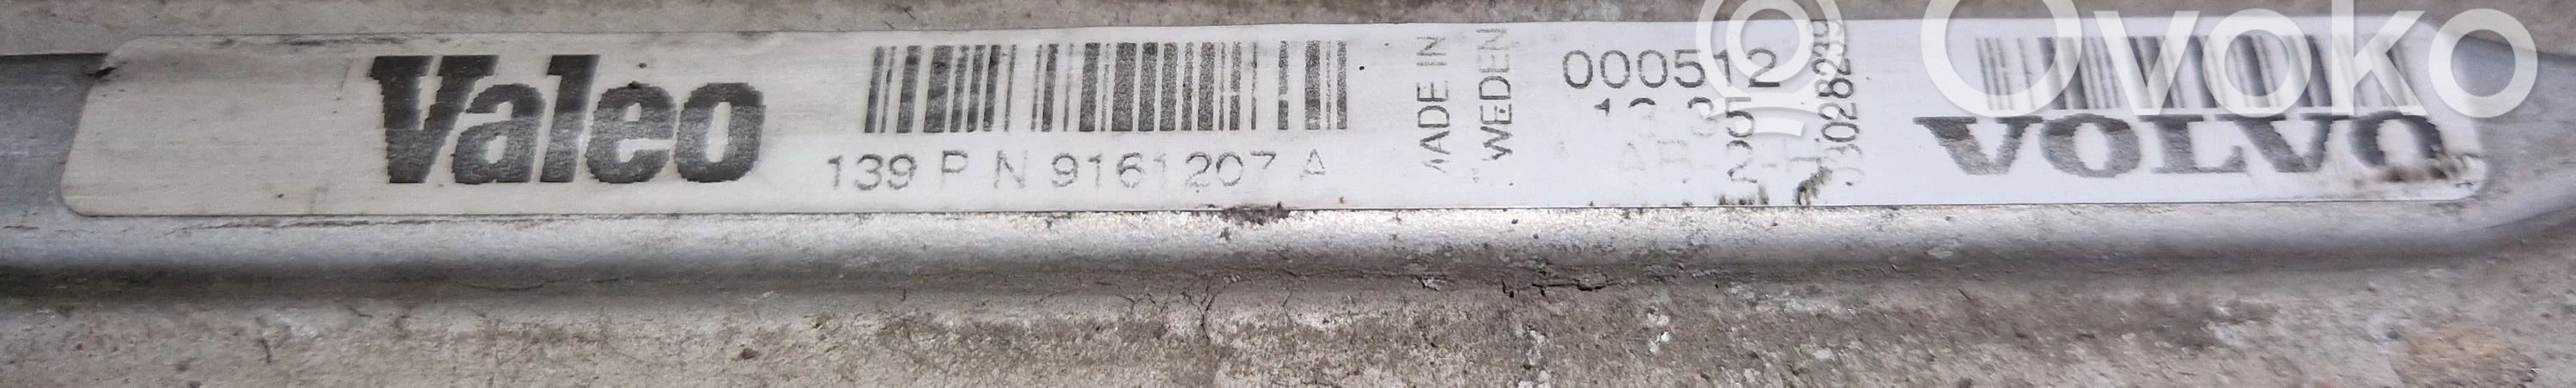 Valeo
139 P N 9161207 A
MADE IN
SWEDEN
000512
VOLVO
Ovoko